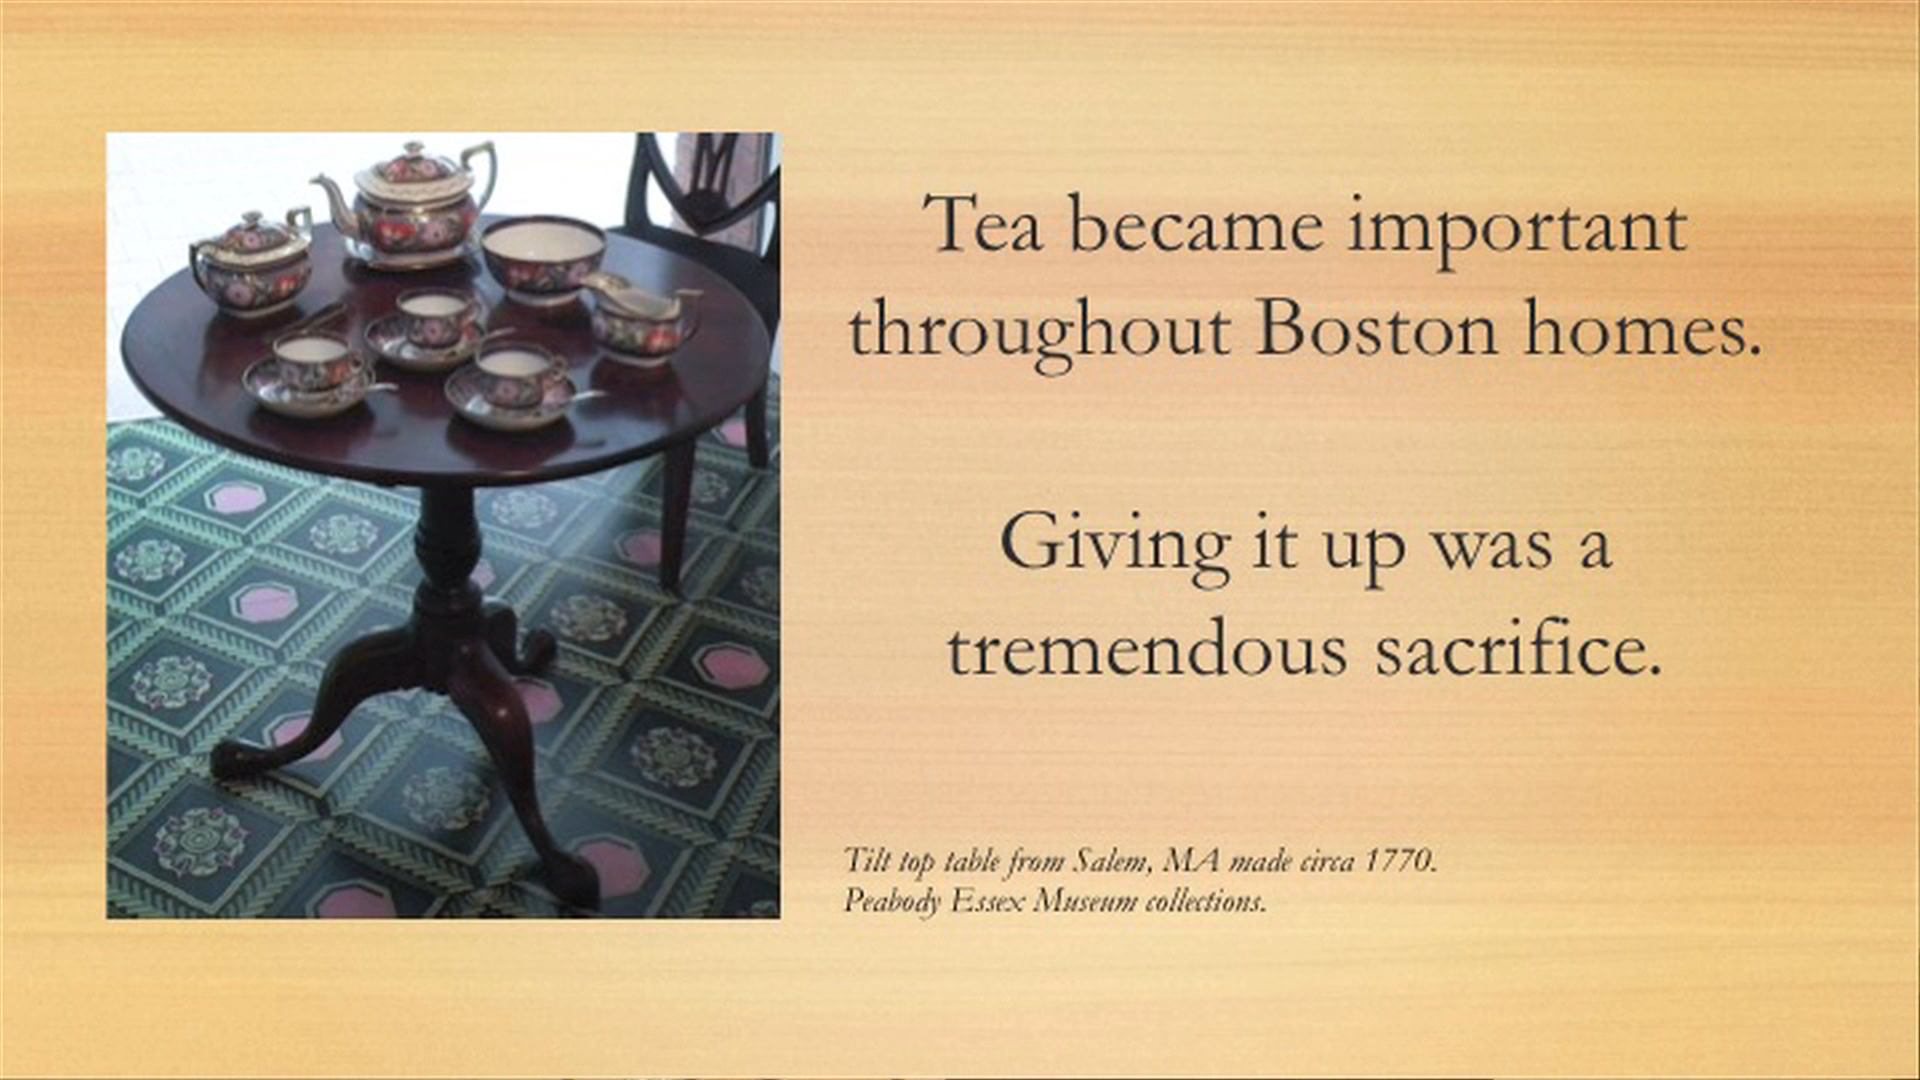 Tea became important
throughout Boston homes.
Giving it up was a
tremendous sacrifice.
Tilt top table from Salem, MA made circa 1770.
Peabody Essex Museum collections.